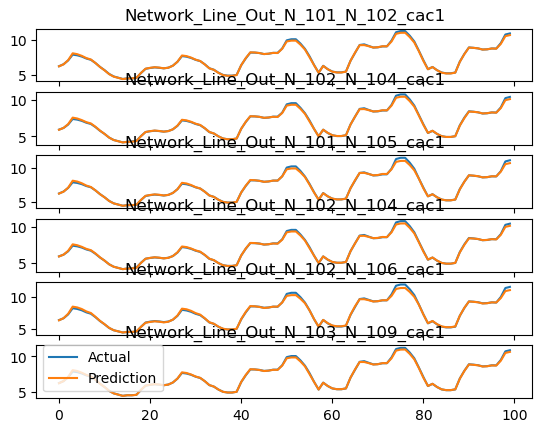 Network_Line_Out_N_101_N_102_cac1
10
5
Network_Line_Out_N_102_N_104_cac1
10
5
Network_Line_Out_N_101_N_105_cac1
10
5
Network_Line_Out_N_102_N_104_cac1
10
5
Network_Line_Out_N_102_N_106_cac1
10
5
Network_Line_Out_N_103_N_109_cac1
10
5
Actual
Prediction
0 20 40 60 80 100